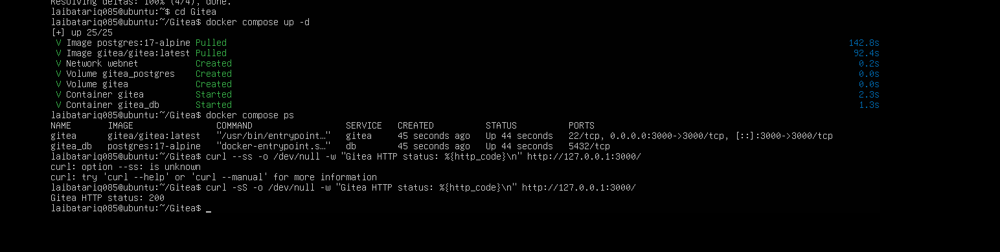 Resolving deltas: 100% (4/4), done.
laibatariq085@ubuntu:~$ cd Gitea
laibatariq085@ubuntu:~/Gitea$ docker compose up -d
[+] up 25/25
V Image postgres:17-alpine Pulled 142.8s
V Image gitea/gitea:latest Pulled 92.4s
V Network webnet Created 0.2s
V Volume gitea_postgres Created 0.0s
V Volume gitea Created 0.0s
V Container gitea Started 2.3s
V Container gitea_db Started 1.3s
laibatariq085@ubuntu:~/Gitea$ docker compose ps
NAME IMAGE COMMAND SERVICE CREATED STATUS PORTS
gitea gitea/gitea:latest "/usr/bin/entrypoint…" gitea 45 seconds ago Up 44 seconds 22/tcp, 0.0.0.0:3000->3000/tcp, [::]:3000->3000/tcp
gitea_db postgres:17-alpine "docker-entrypoint.s…" db 45 seconds ago Up 44 seconds 5432/tcp
laibatariq085@ubuntu:~/Gitea$ curl --ss -o /dev/null -w "Gitea HTTP status: %{http_code}\n" http://127.0.0.1:3000/
curl: option --ss: is unknown
curl: try 'curl --help' or 'curl --manual' for more information
laibatariq085@ubuntu:~/Gitea$ curl -sS -o /dev/null -w "Gitea HTTP status: %{http_code}\n" http://127.0.0.1:3000/
Gitea HTTP status: 200
laibatariq085@ubuntu:~/Gitea$ _